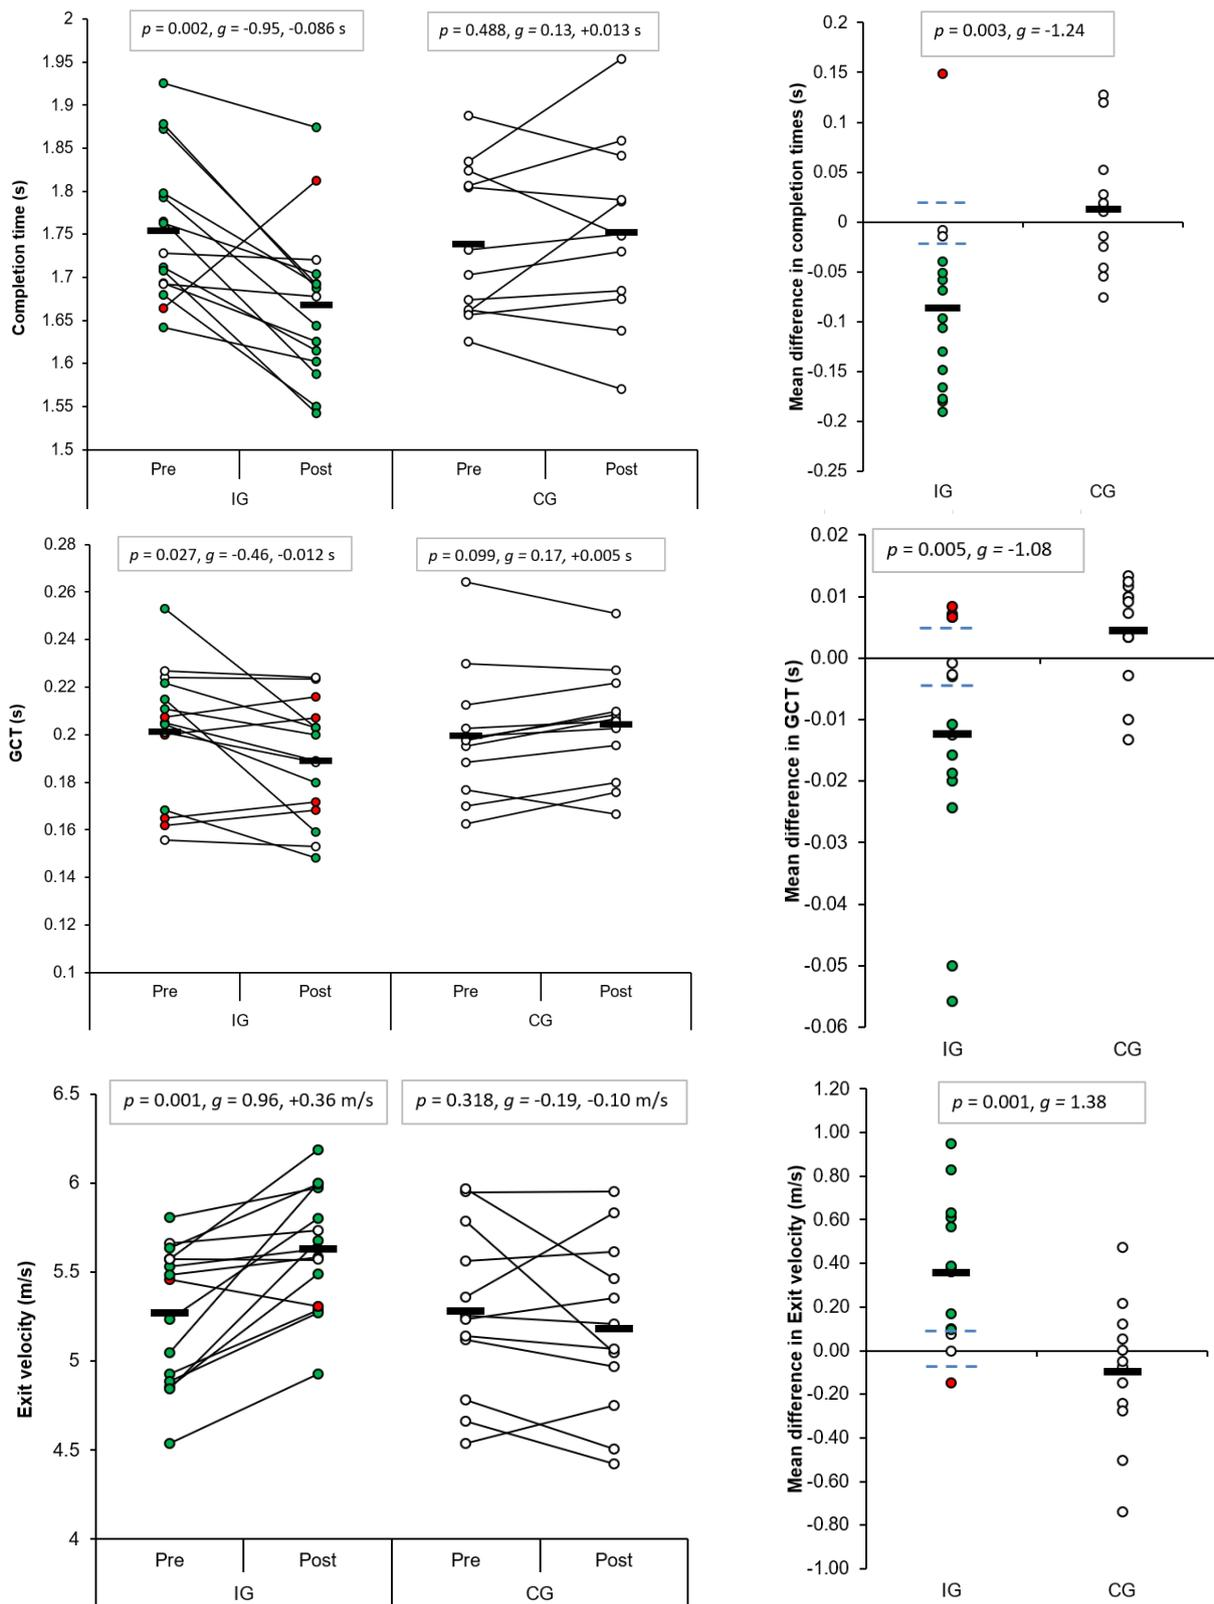 p = 0.002, g = -0.95, -0.086 s
p = 0.488, g = 0.13, +0.013 s
Completion time (s)
2
1.95
1.9
1.85
1.8
1.75
1.7
1.65
1.6
1.55
1.5
Pre
Post
Pre
Post
IG
CG
p = 0.003, g = -1.24
Mean difference in completion times (s)
0.2
0.15
0.1
0.05
0
-0.05
-0.1
-0.15
-0.2
-0.25
IG
CG
p = 0.027, g = -0.46, -0.012 s
p = 0.099, g = 0.17, +0.005 s
GCT (s)
0.28
0.26
0.24
0.22
0.2
0.18
0.16
0.14
0.12
0.1
Pre
Post
Pre
Post
IG
CG
p = 0.005, g = -1.08
Mean difference in GCT (s)
0.02
0.01
0.00
-0.01
-0.02
-0.03
-0.04
-0.05
-0.06
IG
CG
p = 0.001, g = 0.96, +0.36 m/s
p = 0.318, g = -0.19, -0.10 m/s
Exit velocity (m/s)
6.5
6
5.5
5
4.5
4
Pre
Post
Pre
Post
IG
CG
p = 0.001, g = 1.38
Mean difference in Exit velocity (m/s)
1.20
1.00
0.80
0.60
0.40
0.20
0.00
-0.20
-0.40
-0.60
-0.80
-1.00
IG
CG